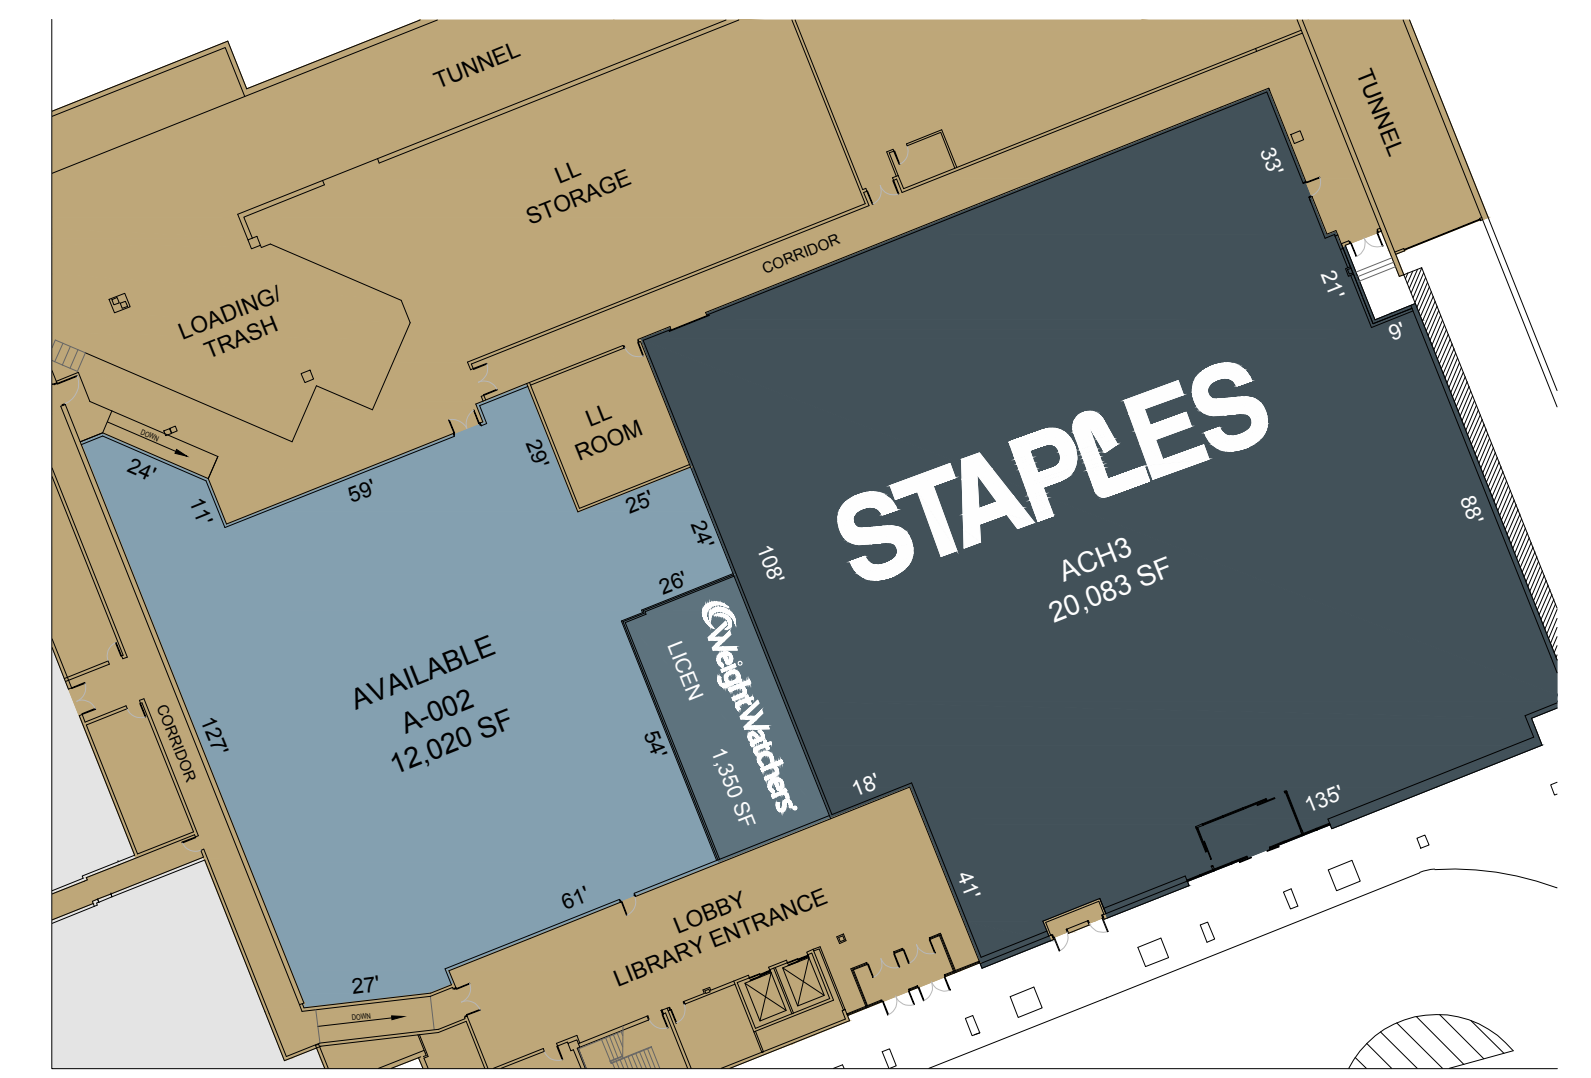 TUNNEL
TUNNEL
LL
STORAGE
33'
CORRIDOR
LOADING/
TRASH
21'
9'
LL
ROOM
STAPLES
DOWN
24'
29'
59'
25'
11'
24'
88'
108'
ACH3
20,083 SF
26'
WeightWatchers
LICEN
1,350 SF
AVAILABLE
A-002
12,020 SF
127'
CORRIDOR
54'
18'
135'
41'
61'
LOBBY
LIBRARY ENTRANCE
27'
DOWN